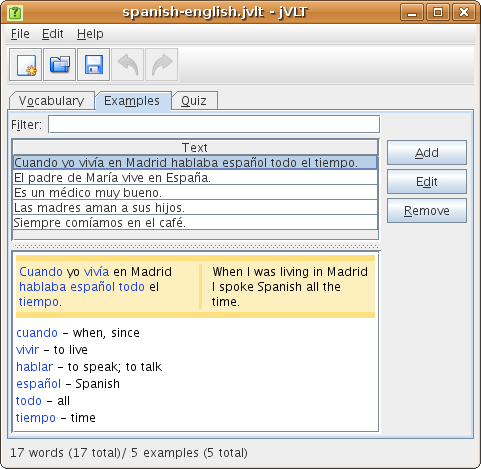 spanish-english.jvlt - jVLT
File Edit Help
Vocabulary Examples Quiz
Filter:
Text
Cuando yo vivía en Madrid hablaba español todo el tiempo.
El padre de María vive en España.
Es un médico muy bueno.
Las madres aman a sus hijos.
Siempre comíamos en el café.
Add
Edit
Remove
Cuando yo vivía en Madrid
hablaba español todo el
tiempo.
When I was living in Madrid
I spoke Spanish all the
time.
cuando – when, since
vivir – to live
hablar – to speak; to talk
español – Spanish
todo – all
tiempo – time
17 words (17 total)/ 5 examples (5 total)